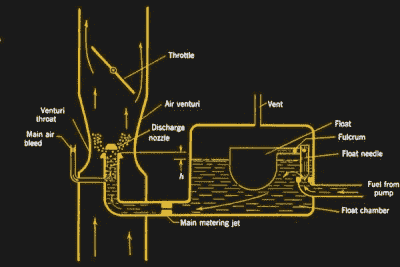 Throttle
Air venturi
Vent
Venturi
throat
Discharge
nozzle
Float
Fulcrum
Main air
bleed
Float needle
h
Fuel from
pump
Float chamber
Main metering jet